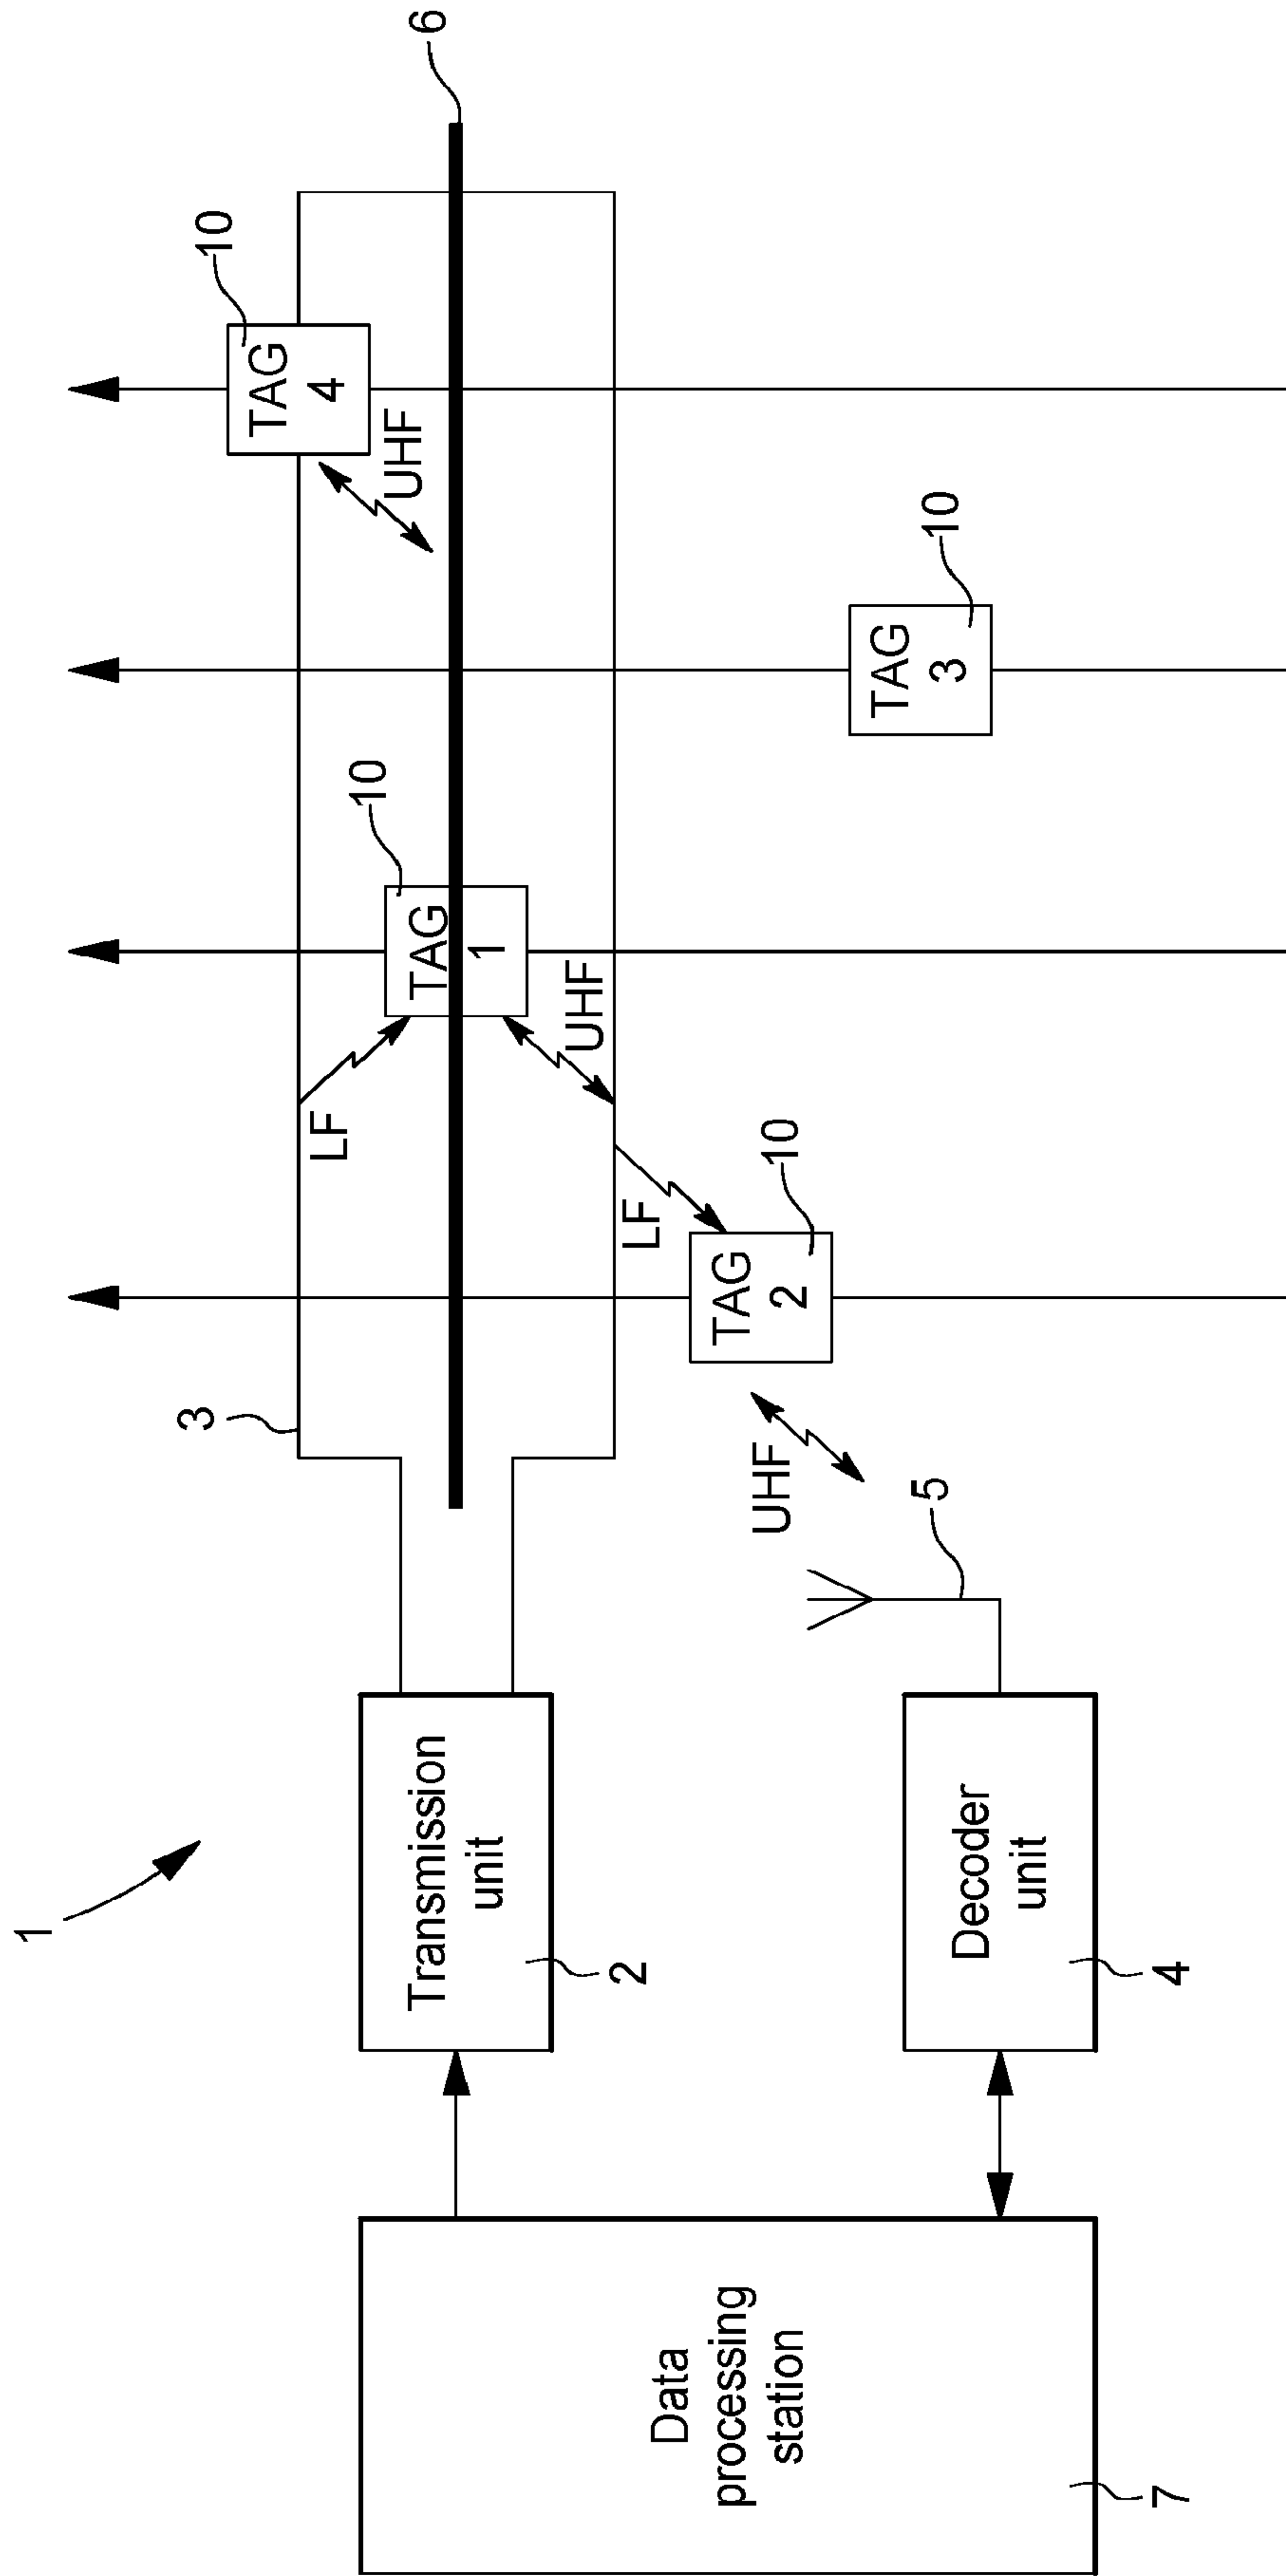 1
Data
processing
station
7
Transmission
unit
2
Decoder
unit
4
5
3
UHF
LF
LF
UHF
TAG
2
10
TAG
1
10
TAG
3
10
UHF
TAG
4
10
6